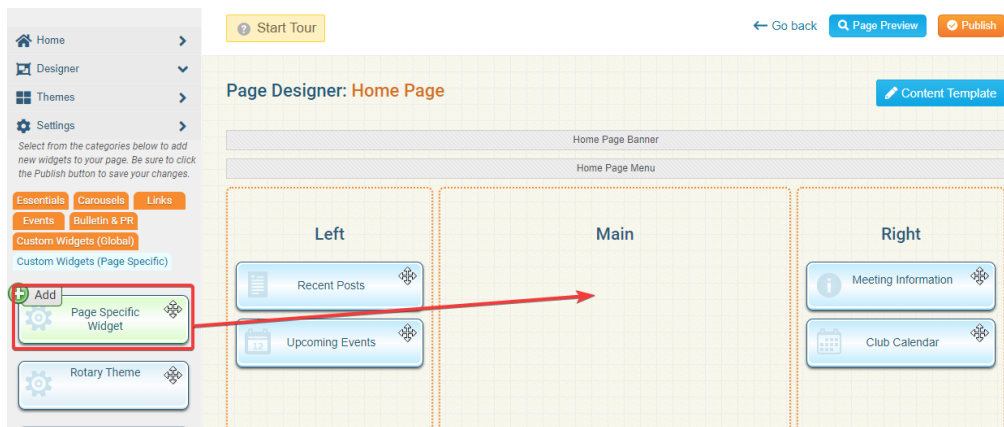 Start Tour
Go back
Page Preview
Publish
Home
Designer
Themes
Settings
Select from the categories below to add
new widgets to your page. Be sure to click
the Publish button to save your changes.
Essentials Carousels Links
Events Bulletin & PR
Custom Widgets (Global)
Custom Widgets (Page Specific)
Add
Page Specific
Widget
Rotary Theme
Page Designer: Home Page
Content Template
Home Page Banner
Home Page Menu
Left
Recent Posts
12
Upcoming Events
Main
Right
Meeting Information
Club Calendar